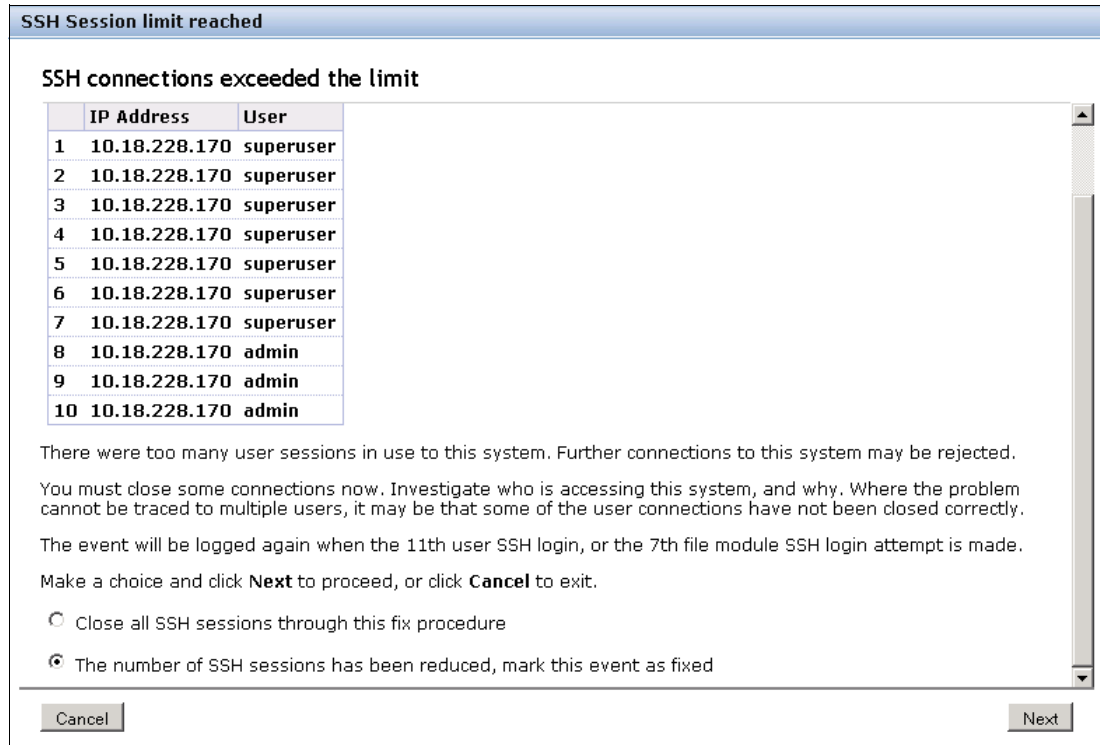 SSH Session limit reached
SSH connections exceeded the limit
IP Address User
1 10.18.228.170 superuser
2 10.18.228.170 superuser
3 10.18.228.170 superuser
4 10.18.228.170 superuser
5 10.18.228.170 superuser
6 10.18.228.170 superuser
7 10.18.228.170 superuser
8 10.18.228.170 admin
9 10.18.228.170 admin
10 10.18.228.170 admin
There were too many user sessions in use to this system. Further connections to this system may be rejected.
You must close some connections now. Investigate who is accessing this system, and why. Where the problem
cannot be traced to multiple users, it may be that some of the user connections have not been closed correctly.
The event will be logged again when the 11th user SSH login, or the 7th file module SSH login attempt is made.
Make a choice and click Next to proceed, or click Cancel to exit.
Close all SSH sessions through this fix procedure
The number of SSH sessions has been reduced, mark this event as fixed
Cancel Next